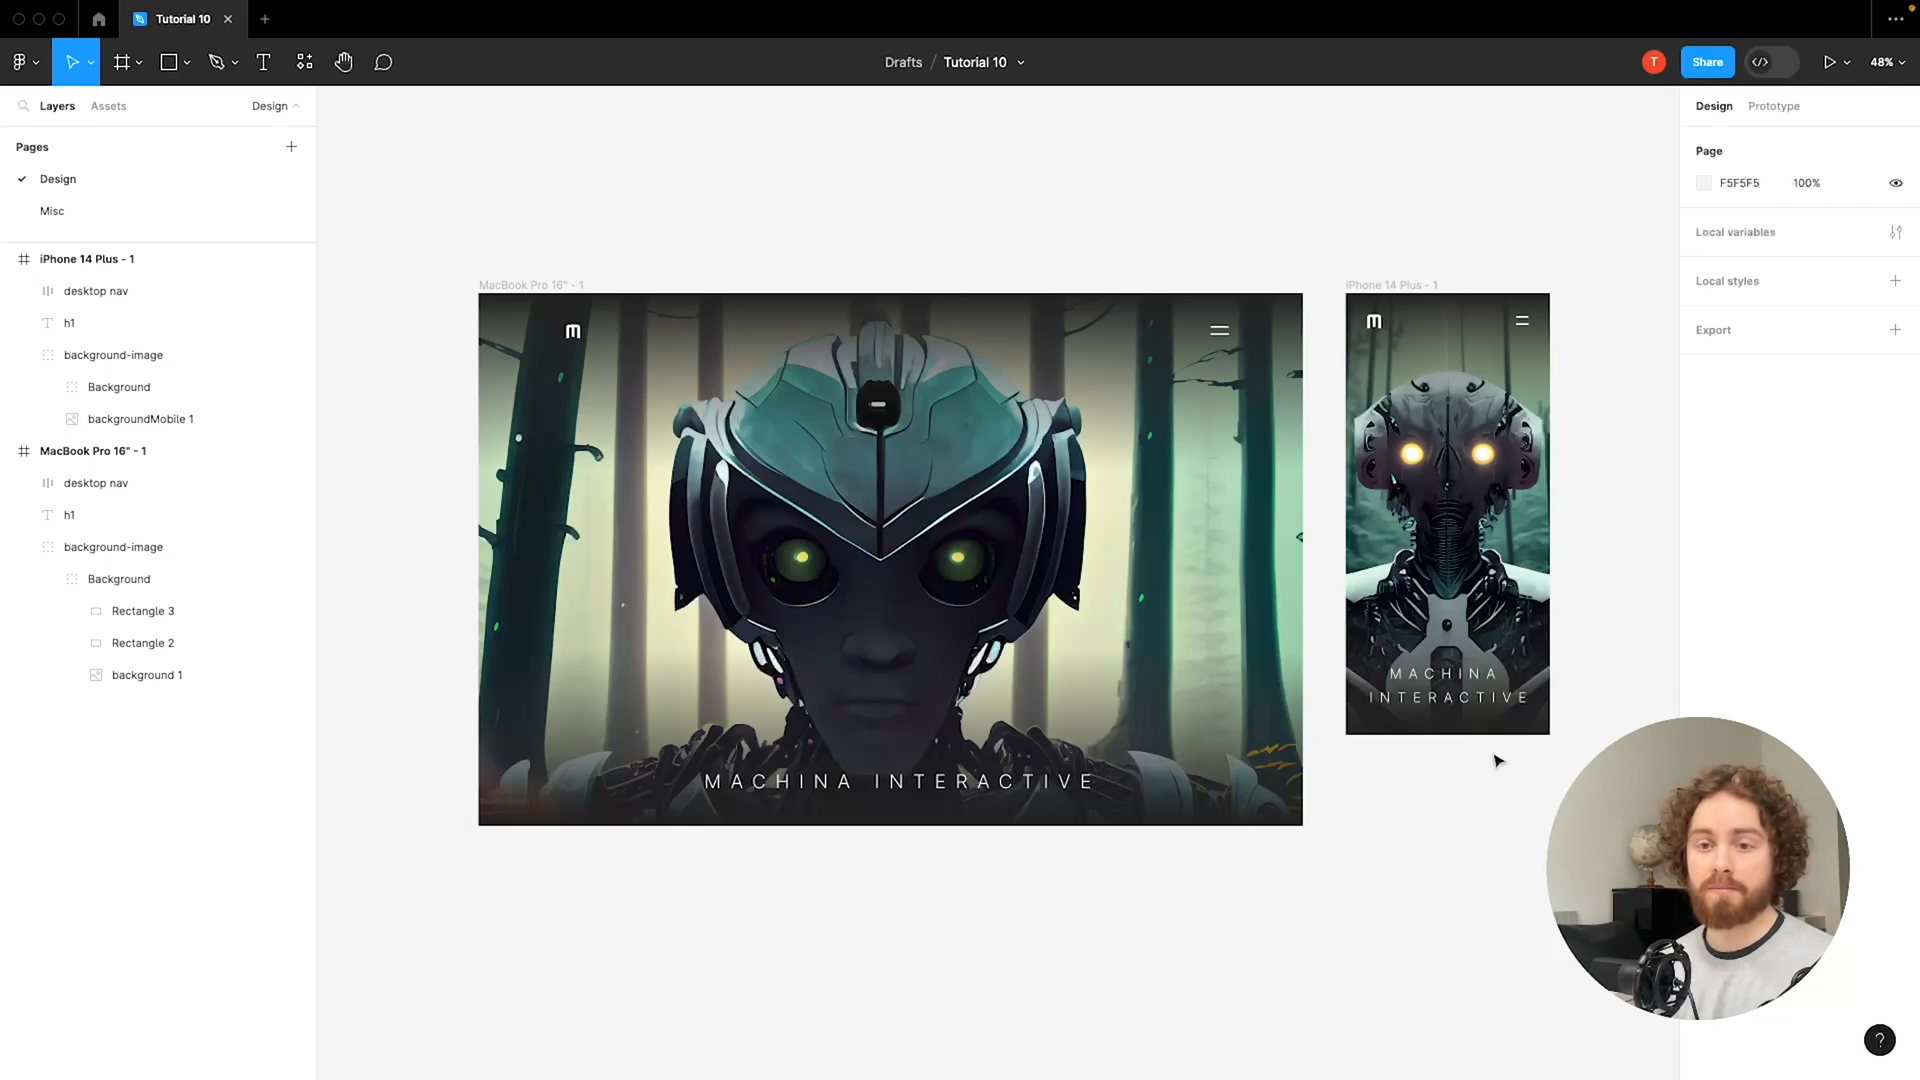 Tutorial 10
Drafts / Tutorial 10
T
Share
48%
Layers
Assets
Design
Pages
Design
Misc
iPhone 14 Plus - 1
desktop nav
h1
background-image
Background
backgroundMobile 1
MacBook Pro 16" - 1
desktop nav
h1
background-image
Background
Rectangle 3
Rectangle 2
background 1
MacBook Pro 16" - 1
m
MACHINA INTERACTIVE
iPhone 14 Plus - 1
m
MACHINA
INTERACTIVE
Design
Prototype
Page
F5F5F5
100%
Local variables
Local styles
Export
?